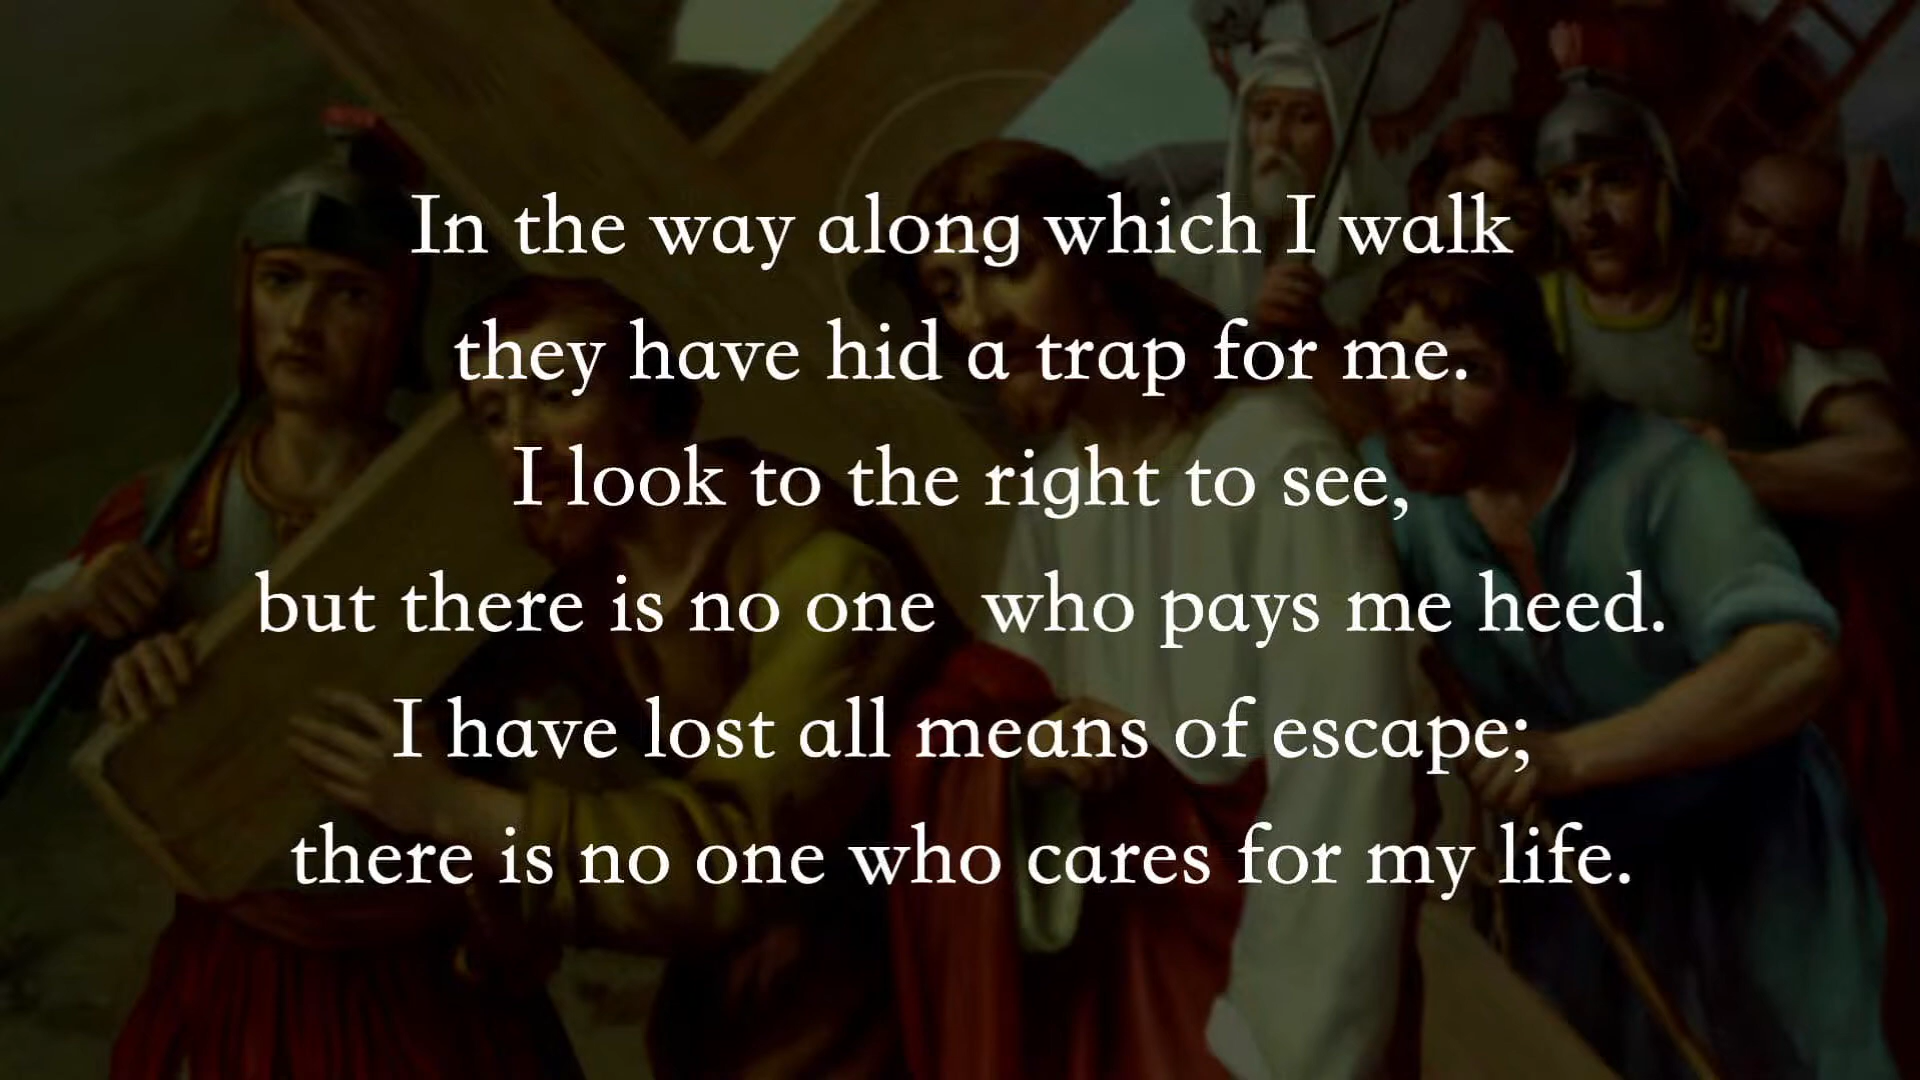 In the way along which I walk
they have hid a trap for me.
I look to the right to see,
but there is no one  who pays me heed.
I have lost all means of escape;
there is no one who cares for my life.